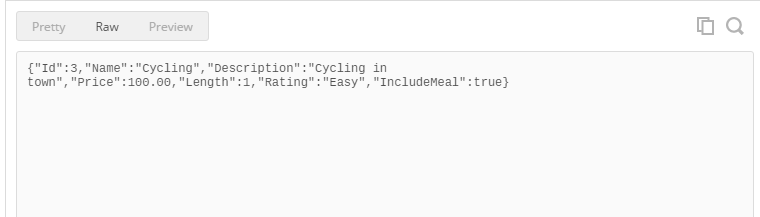 Pretty Raw Preview
{"Id":3,"Name":"Cycling","Description":"Cycling in
town","Price":100.00,"Length":1,"Rating":"Easy","IncludeMeal":true}